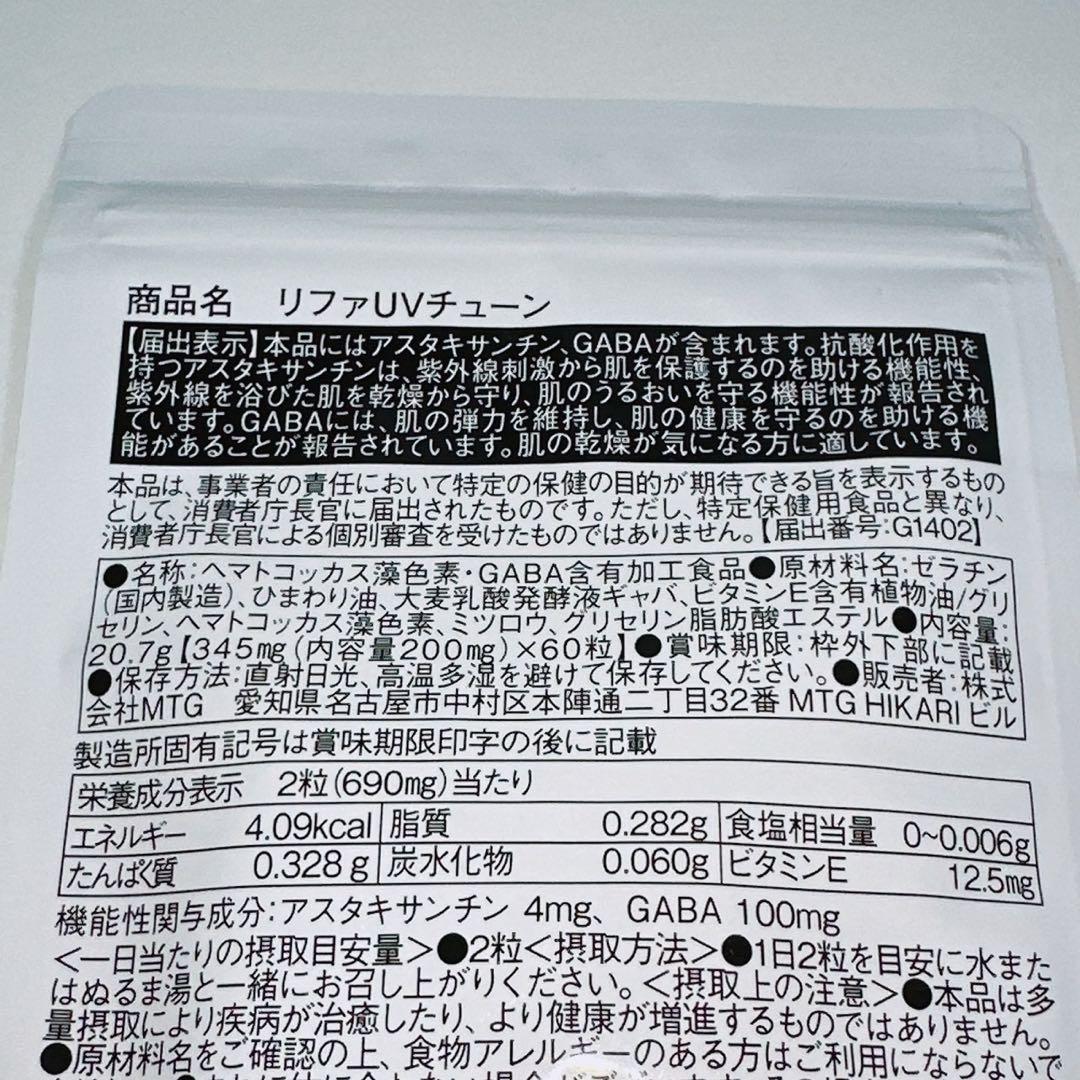 商品名　リファUVチューン
【届出表示】本品にはアスタキサンチン、GABAが含まれます。抗酸化作用を
持つアスタキサンチンは、紫外線刺激から肌を保護するのを助ける機能性、
紫外線を浴びた肌を乾燥から守り、肌のうるおいを守る機能性が報告され
ています。GABAには、肌の弾力を維持し、肌の健康を守るのを助ける機
能があることが報告されています。肌の乾燥が気になる方に適しています。
本品は、事業者の責任において特定の保健の目的が期待できる旨を表示するもの
として、消費者庁長官に届出されたものです。ただし、特定保健用食品と異なり、
消費者庁長官による個別審査を受けたものではありません。【届出番号:G1402】
●名称:ヘマトコッカス藻色素・GABA含有加工食品●原材料名:ゼラチン
(国内製造)、ひまわり油、大麦乳酸発酵液ギャバ、ビタミンE含有植物油/グリ
セリン、ヘマトコッカス藻色素、ミツロウ、グリセリン脂肪酸エステル●内容量:
20.7g【345mg(内容量200mg)×60粒】●賞味期限:枠外下部に記載
●保存方法:直射日光、高温多湿を避けて保存してください。●販売者:株式
会社MTG　愛知県名古屋市中村区本陣通二丁目32番 MTG HIKARIビル
製造所固有記号は賞味期限印字の後に記載
栄養成分表示　2粒(690mg)当たり
エネルギー 4.09kcal 脂質 0.282g 食塩相当量 0~0.006g
たんぱく質 0.328g 炭水化物 0.060g ビタミンE 12.5mg
機能性関与成分:アスタキサンチン 4mg、GABA 100mg
＜一日当たりの摂取目安量＞●2粒＜摂取方法＞●1日2粒を目安に水また
はぬるま湯と一緒にお召し上がりください。＜摂取上の注意＞●本品は多
量摂取により疾病が治癒したり、より健康が増進するものではありません。
●原材料名をご確認の上、食物アレルギーのある方はご利用にならないで